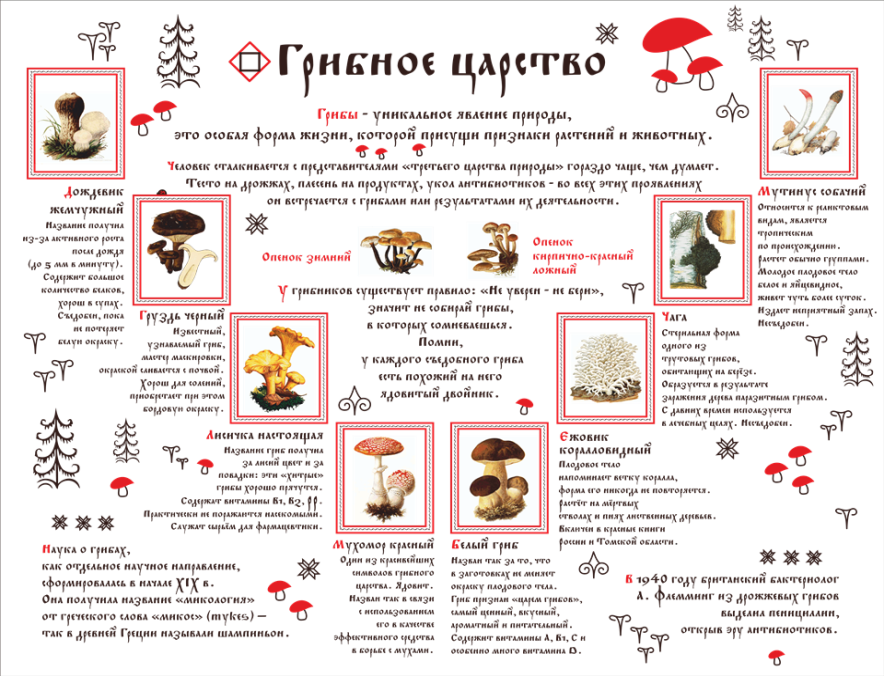 Грибное царство
Грибы - уникальное явление природы,
это особая форма жизни, которой присущи признаки растений и животных.
Человек сталкивается с представителями «третьего царства природы» гораздо чаще, чем думает.
Тесто на дрожжах, плесень на продуктах, укол антибиотиков - во всех этих проявлениях
он встречается с грибами или результатами их деятельности.
Опенок зимний
Опенок
кирпично-красный
ложный
У грибников существует правило: «Не уверен - не бери»,
значит не собирай грибы,
в которых сомневаешься.
Помни,
у каждого съедобного гриба
есть похожий на него
ядовитый двойник.
Дождевик
жемчужный
Название получил
из-за активного роста
после дождя
(до 5 мм в минуту).
Содержит большое
количество белков,
хорош в супах.
Съедобен, пока
не потеряет
белую окраску.
Груздь черный
Известный,
узнаваемый гриб,
мастер маскировки,
окраской сливается с почвой.
Хорош для соления,
приобретает при этом
бордовую окраску.
Лисичка настоящая
Название гриб получил
за лисий цвет и за
повадки: эти «хитрые»
грибы хорошо прячутся.
Содержат витамины В1, В2, РР.
Практически не поражаются насекомыми.
Служат сырьём для фармацевтики.
Мухомор красный
Один из красивейших
символов грибного
царства. Ядовит.
Назван так в связи
с использованием
его в качестве
эффективного средства
в борьбе с мухами.
Белый гриб
Назван так за то, что
в заготовках не меняет
окраску плодового тела.
Гриб признан «царем грибов»,
самый ценный, вкусный,
ароматный и питательный.
Содержит витамины А, В1, С и
особенно много витамина D.
Ежовик
коралловидный
Плодовое тело
напоминает ветку коралла,
форма его никогда не повторяется.
растёт на мёртвых
стволах и пнях лиственных деревьев.
Включен в красные книги
россии и Томской области.
Чага
Стерильная форма
одного из
трутовых грибов,
обитающих на берёзе.
Образуется в результате
заражения дерева паразитным грибом.
С давних времен используется
в лечебных целях. Несъедобен.
Мутинус собачий
Относится к реликтовым
видам, является
тропическим
по происхождению.
растет обычно группами.
Молодое плодовое тело
белое и яйцевидное,
живет чуть более суток.
Издает неприятный запах.
Несъедобен.
Наука о грибах,
как отдельное научное направление,
сформировалась в начале XIX в.
Она получила название «микология»
от греческого слова «микос» (mykes) –
так в древней Греции называли шампиньон.
В 1940 году британский бактериолог
А. Флемминг из дрожжевых грибов
выделил пенициллин,
открыв эру антибиотиков.